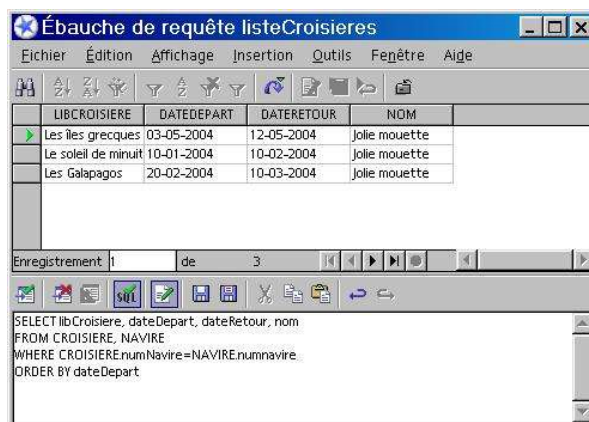 Ébauche de requête listeCroisieres
Fichier Édition Affichage Insertion Outils Fenêtre Aide
LIBCROISIERE DATEDEPART DATERETOUR NOM
Les îles grecques 03-05-2004 12-05-2004 Jolie mouette
Le soleil de minuit 10-01-2004 10-02-2004 Jolie mouette
Les Galapagos 20-02-2004 10-03-2004 Jolie mouette
Enregistrement 1 de 3
SQL
SELECT libCroisiere, dateDepart, dateRetour, nom
FROM CROISIERE, NAVIRE
WHERE CROISIERE.numNavire=NAVIRE.numnavire
ORDER BY dateDepart